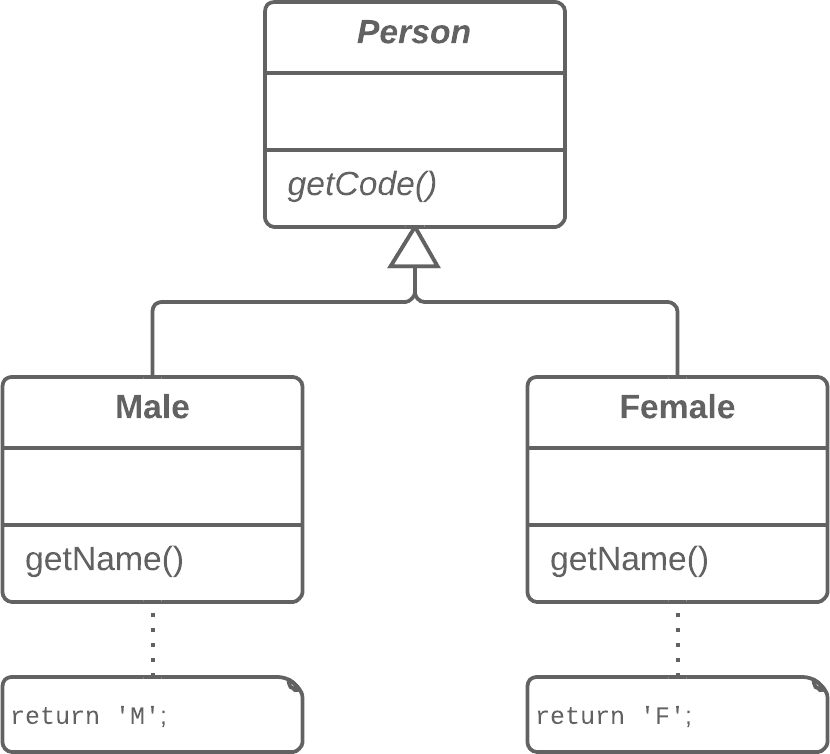 Person
getCode()
Male
Female
getName()
getName()
return 'M';
return 'F';